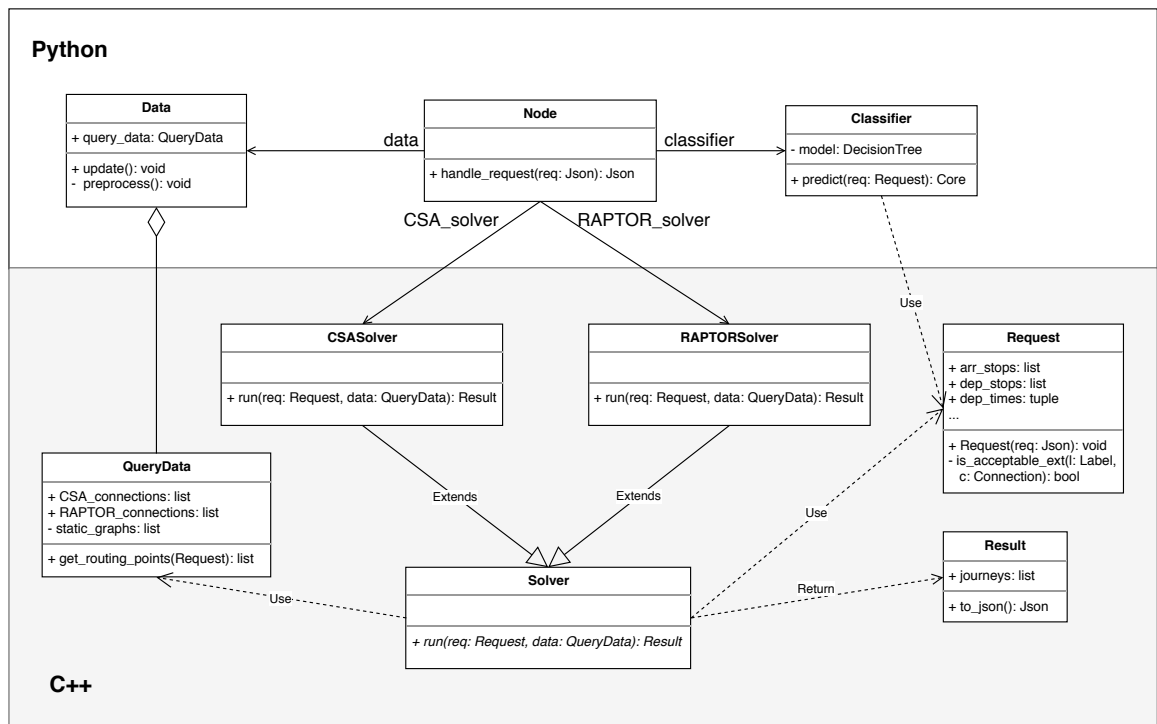 Python
Data
+ query_data: QueryData
+ update(): void
- preprocess(): void
data
Node
+ handle_request(req: Json): Json
classifier
Classifier
- model: DecisionTree
+ predict(req: Request): Core
CSA_solver
RAPTOR_solver
Use
CSASolver
+ run(req: Request, data: QueryData): Result
RAPTORSolver
+ run(req: Request, data: QueryData): Result
Request
+ arr_stops: list
+ dep_stops: list
+ dep_times: tuple
...
+ Request(req: Json): void
- is_acceptable_ext(l: Label,
c: Connection): bool
QueryData
+ CSA_connections: list
+ RAPTOR_connections: list
- static_graphs: list
+ get_routing_points(Request): list
Extends
Extends
Use
Use
Solver
+ run(req: Request, data: QueryData): Result
Return
Result
+ journeys: list
+ to_json(): Json
C++